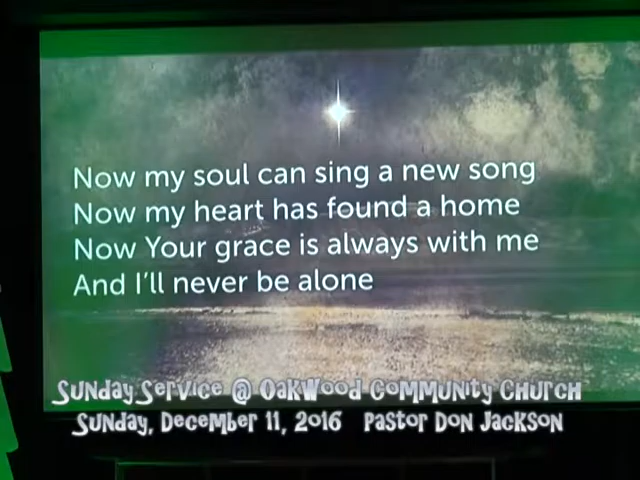 Now my soul can sing a new song
Now my heart has found a home
Now Your grace is always with me
And I'll never be alone
Sunday Service @ Oakwood Community Church
Sunday, December 11, 2016 Pastor Don Jackson